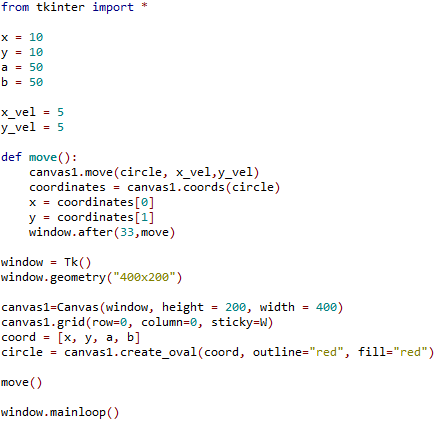 from tkinter import *
x = 10
y = 10
a = 50
b = 50
x_vel = 5
y_vel = 5
def move():
    canvas1.move(circle, x_vel,y_vel)
    coordinates = canvas1.coords(circle)
    x = coordinates[0]
    y = coordinates[1]
    window.after(33,move)
window = Tk()
window.geometry("400x200")
canvas1=Canvas(window, height = 200, width = 400)
canvas1.grid(row=0, column=0, sticky=W)
coord = [x, y, a, b]
circle = canvas1.create_oval(coord, outline="red", fill="red")
move()
window.mainloop()